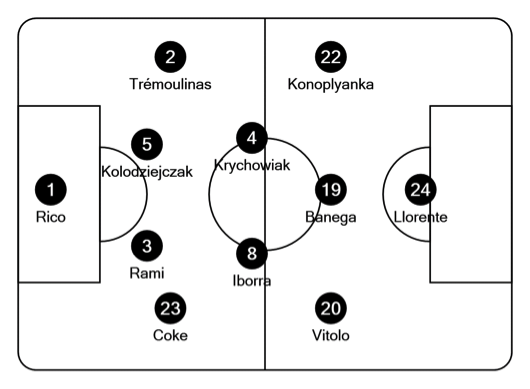 2
Trémoulinas
22
Konoplyanka
5
Kolodziejczak
4
Krychowiak
1
Rico
19
Banega
24
Llorente
3
Rami
8
Iborra
23
Coke
20
Vitolo